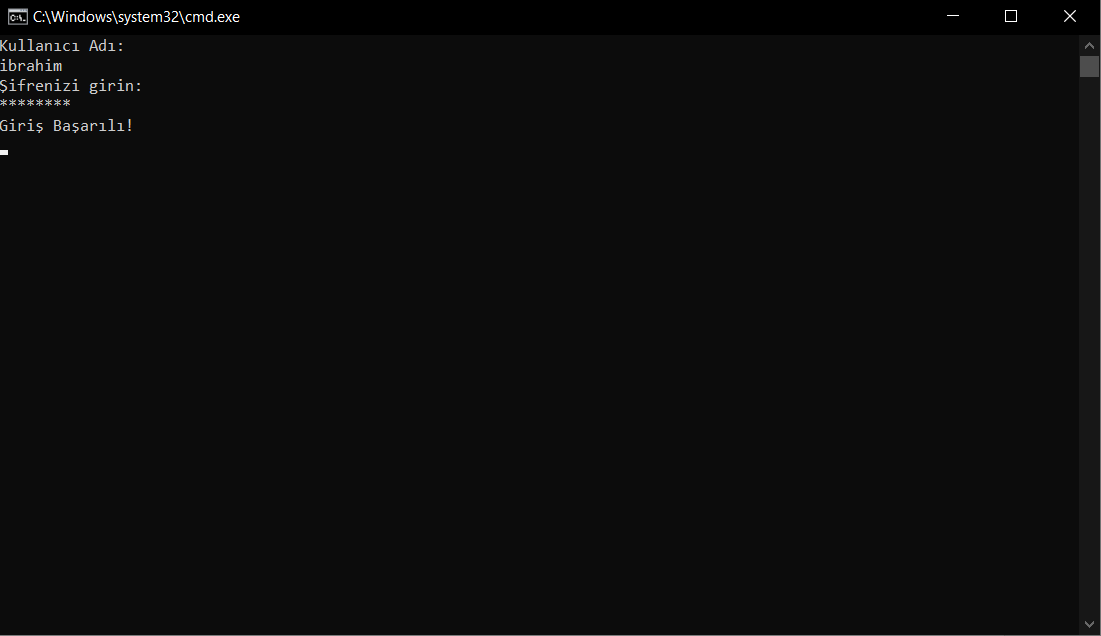 C:\Windows\system32\cmd.exe
Kullanıcı Adı:
ibrahim
Şifrenizi girin:
********
Giriş Başarılı!